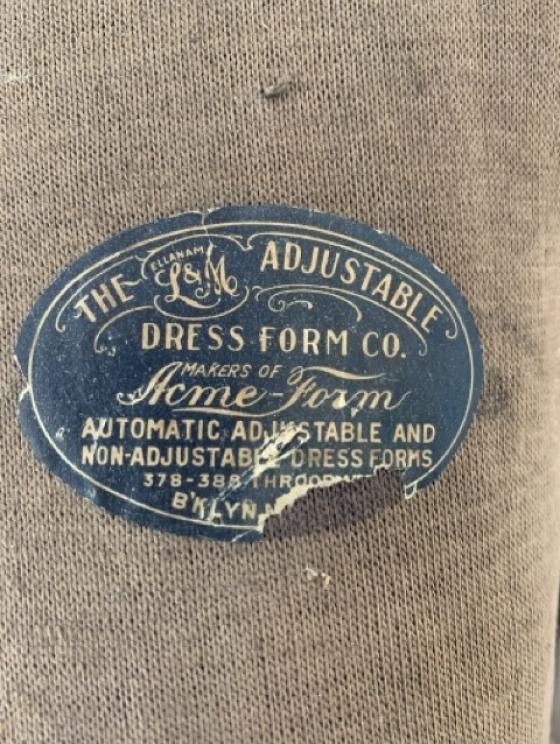 THE ELLANAM L&M ADJUSTABLE
DRESS FORM CO.
MAKERS OF
Acme-Form
AUTOMATIC ADJUSTABLE AND
NON-ADJUSTABLE DRESS FORMS
378-388 THROOP
B'KLYN